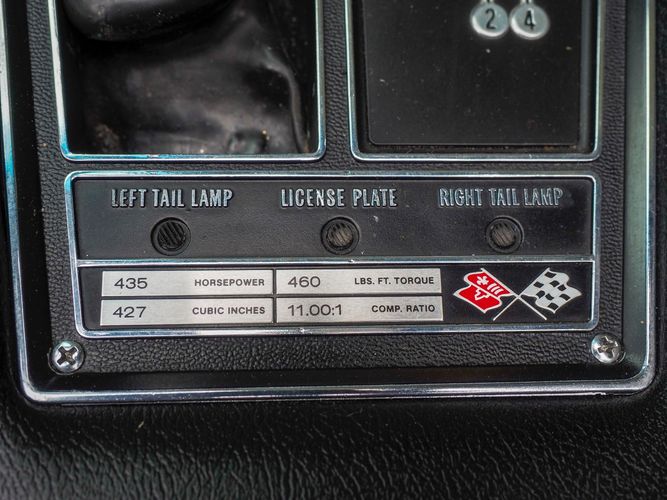 2 4
LEFT TAIL LAMP LICENSE PLATE RIGHT TAIL LAMP
435 HORSEPOWER 460 LBS. FT. TORQUE
427 CUBIC INCHES 11.00:1 COMP. RATIO